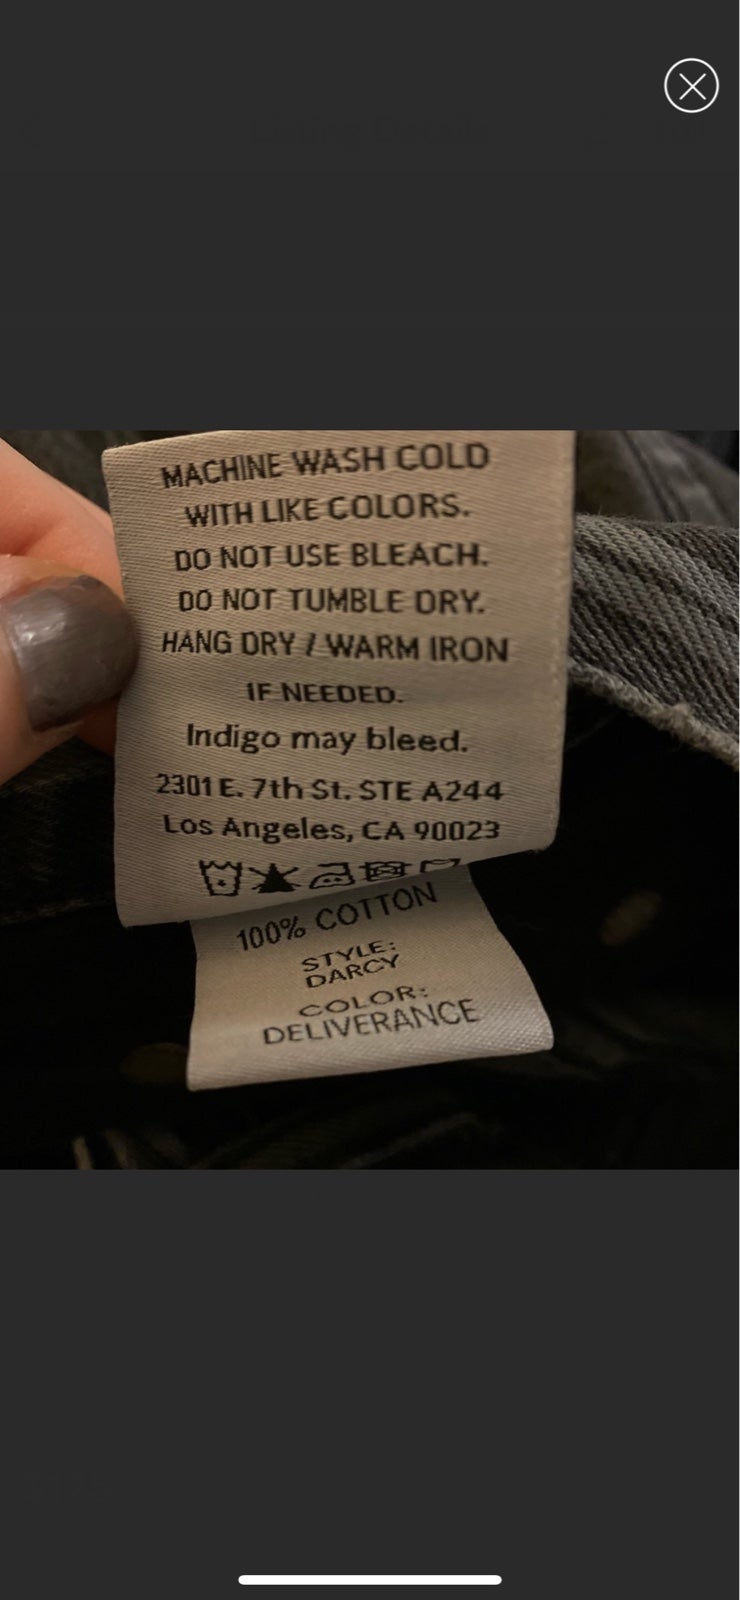 MACHINE WASH COLD
WITH LIKE COLORS.
DO NOT USE BLEACH.
DO NOT TUMBLE DRY.
HANG DRY / WARM IRON
IF NEEDED.
Indigo may bleed.
2301 E. 7th St. STE A244
Los Angeles, CA 90023
100% COTTON
STYLE:
DARCY
COLOR:
DELIVERANCE